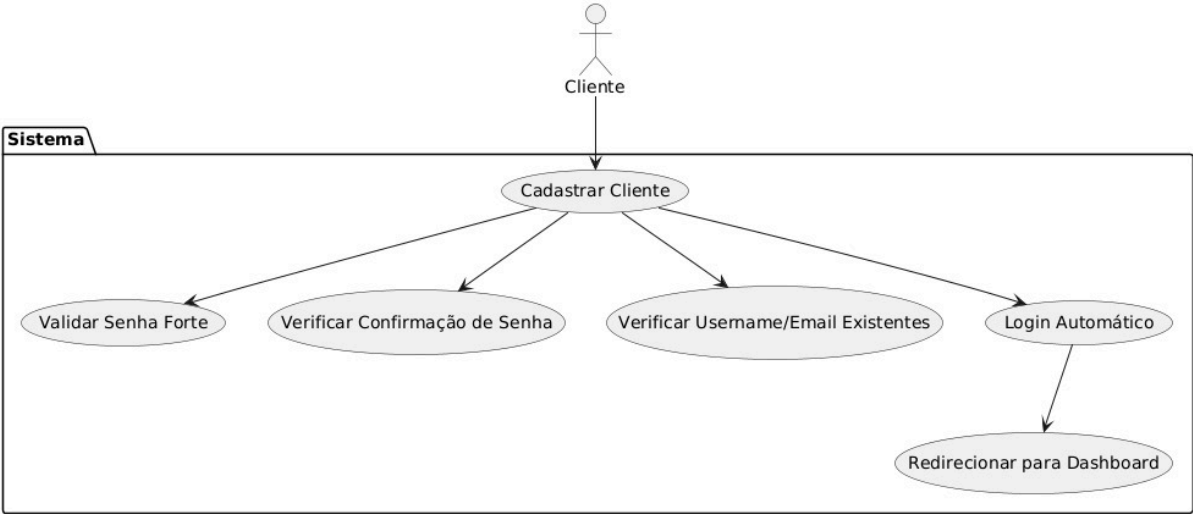 Cliente
Sistema
Cadastrar Cliente
Validar Senha Forte
Verificar Confirmação de Senha
Verificar Username/Email Existentes
Login Automático
Redirecionar para Dashboard